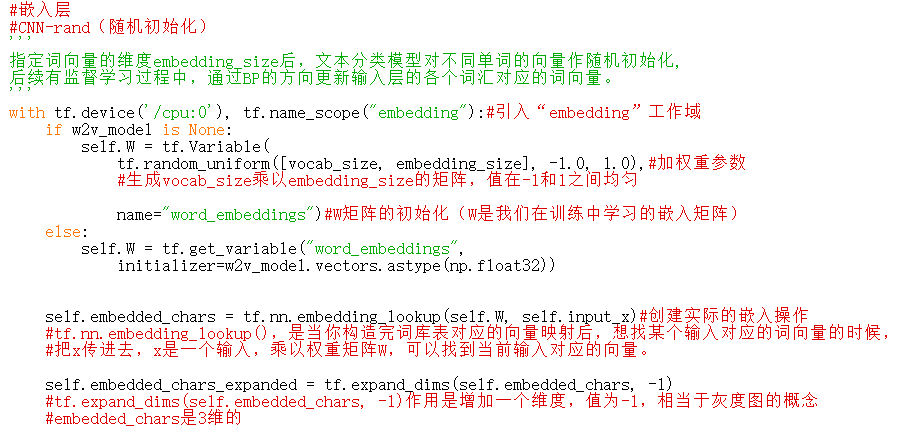 #嵌入层
#CNN-rand（随机初始化）
'''
指定词向量的维度embedding_size后，文本分类模型对不同单词的向量作随机初始化，
后续有监督学习过程中，通过BP的方向更新输入层的各个词汇对应的词向量。
'''
with tf.device('/cpu:0'), tf.name_scope("embedding"):#引入“embedding”工作域
    if w2v_model is None:
        self.W = tf.Variable(
            tf.random_uniform([vocab_size, embedding_size], -1.0, 1.0),#加权重参数
            #生成vocab_size乘以embedding_size的矩阵，值在-1和1之间均匀
            name="word_embeddings")#W矩阵的初始化（W是我们在训练中学习的嵌入矩阵）
    else:
        self.W = tf.get_variable("word_embeddings",
            initializer=w2v_model.vectors.astype(np.float32))
    self.embedded_chars = tf.nn.embedding_lookup(self.W, self.input_x)#创建实际的嵌入操作
    #tf.nn.embedding_lookup()，是当你构造完词库表对应的向量映射后，想找某个输入对应的词向量的时候，
    #把x传进去，x是一个输入，乘以权重矩阵W，可以找到当前输入对应的向量。
    self.embedded_chars_expanded = tf.expand_dims(self.embedded_chars, -1)
    #tf.expand_dims(self.embedded_chars, -1)作用是增加一个维度，值为-1，相当于灰度图的概念
    #embedded_chars是3维的